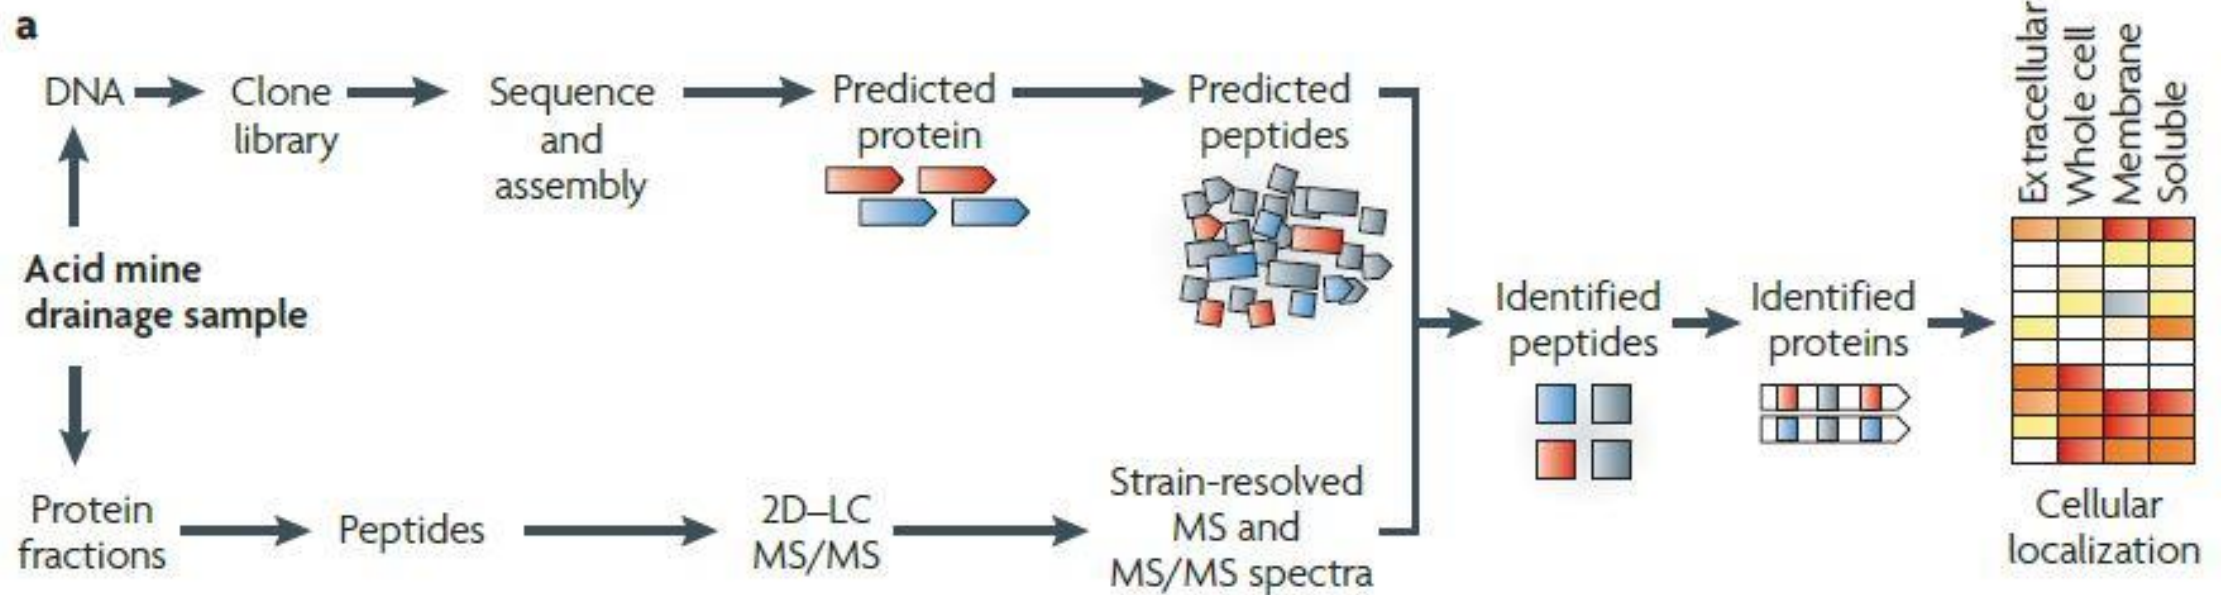 a
DNA
Clone
library
Sequence
and
assembly
Predicted
protein
Predicted
peptides
Acid mine
drainage sample
Protein
fractions
Peptides
2D–LC
MS/MS
Strain-resolved
MS and
MS/MS spectra
Identified
peptides
Identified
proteins
Extracellular
Whole cell
Membrane
Soluble
Cellular
localization